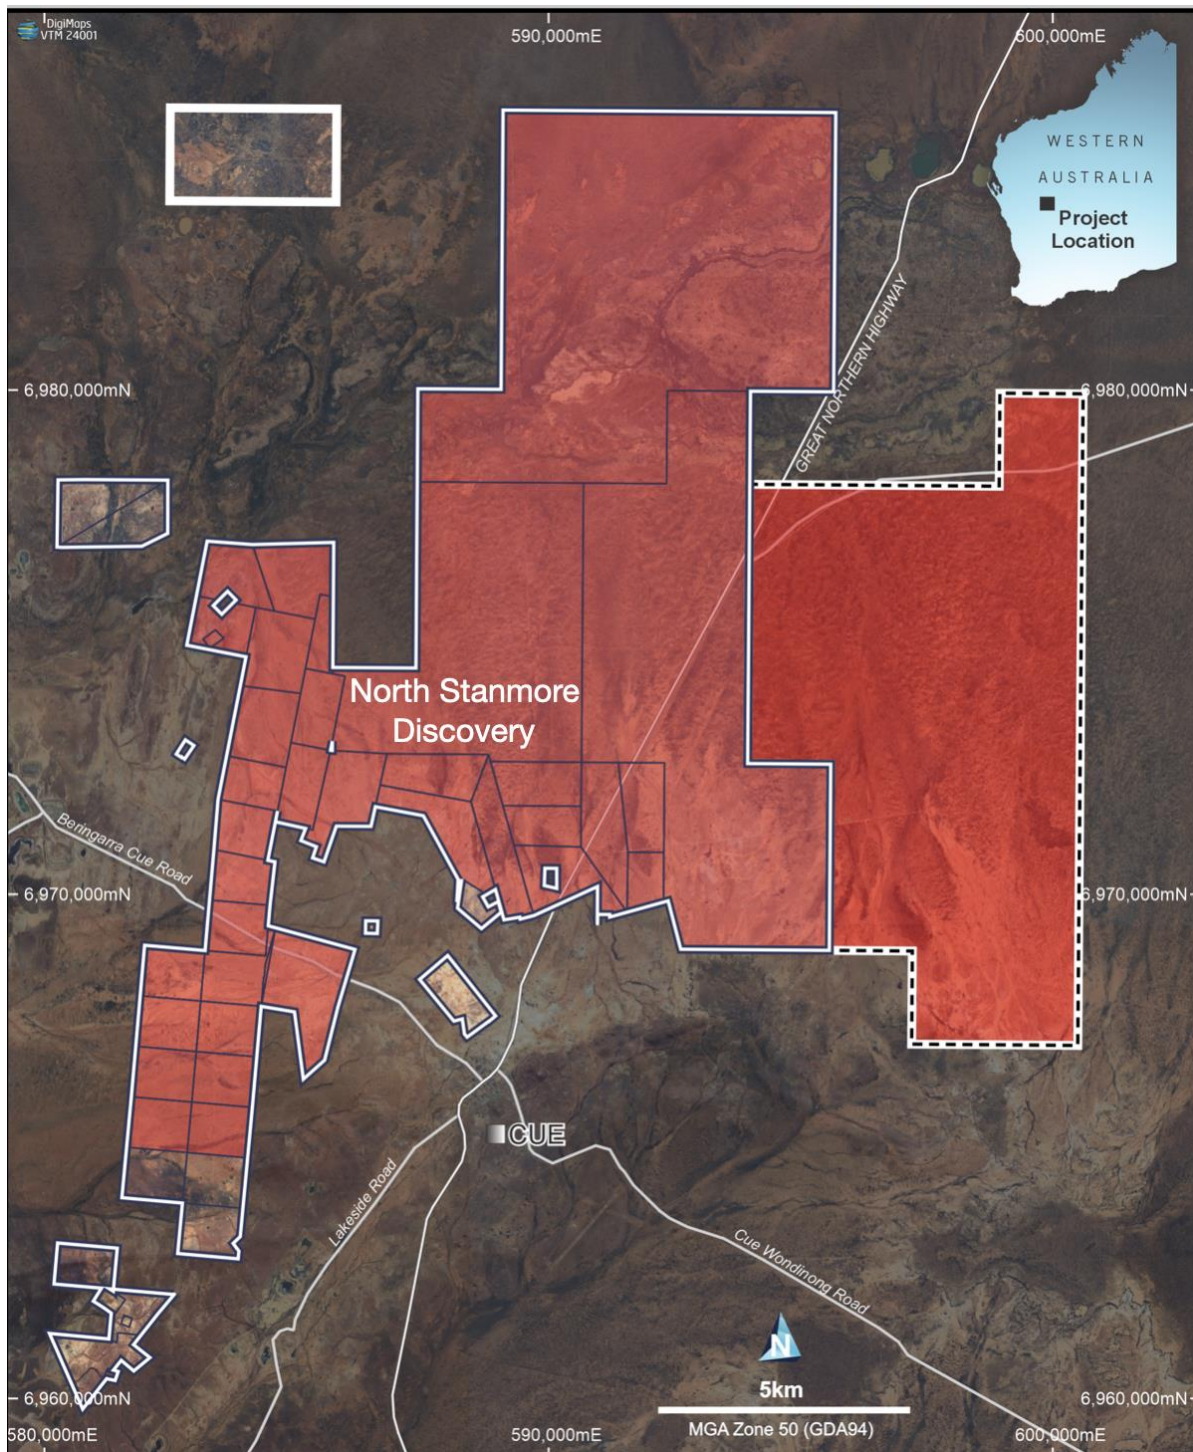 DigiMaps
VTM 24001
590,000mE
600,000mE
WESTERN
AUSTRALIA
Project
Location
GREAT NORTHERN HIGHWAY
6,980,000mN
6,980,000mN
North Stanmore
Discovery
Beringarra Cue Road
6,970,000mN
6,970,000mN
CUE
Lakeside Road
Cue Wondinong Road
N
5km
MGA Zone 50 (GDA94)
6,960,000mN
6,960,000mN
580,000mE
590,000mE
600,000mE